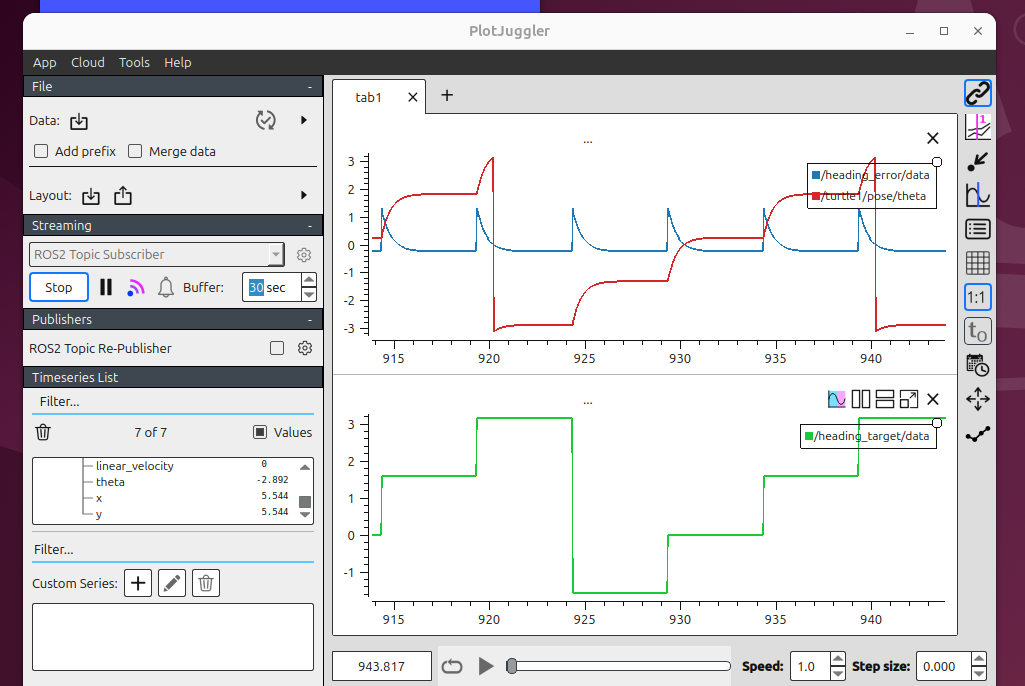 PlotJuggler
App Cloud Tools Help
File -
Data:
Add prefix Merge data
Layout:
Streaming -
ROS2 Topic Subscriber
Stop Buffer: 30 sec
Publishers -
ROS2 Topic Re-Publisher
Timeseries List
Filter...
7 of 7 Values
linear_velocity 0
theta -2.892
x 5.544
y 5.544
Filter...
Custom Series:
tab1
...
/heading_error/data
/turtle1/pose/theta
3
2
1
0
-1
-2
-3
915 920 925 930 935 940
...
/heading_target/data
3
2
1
0
-1
915 920 925 930 935 940
943.817 Speed: 1.0 Step size: 0.000
1
1:1
t0